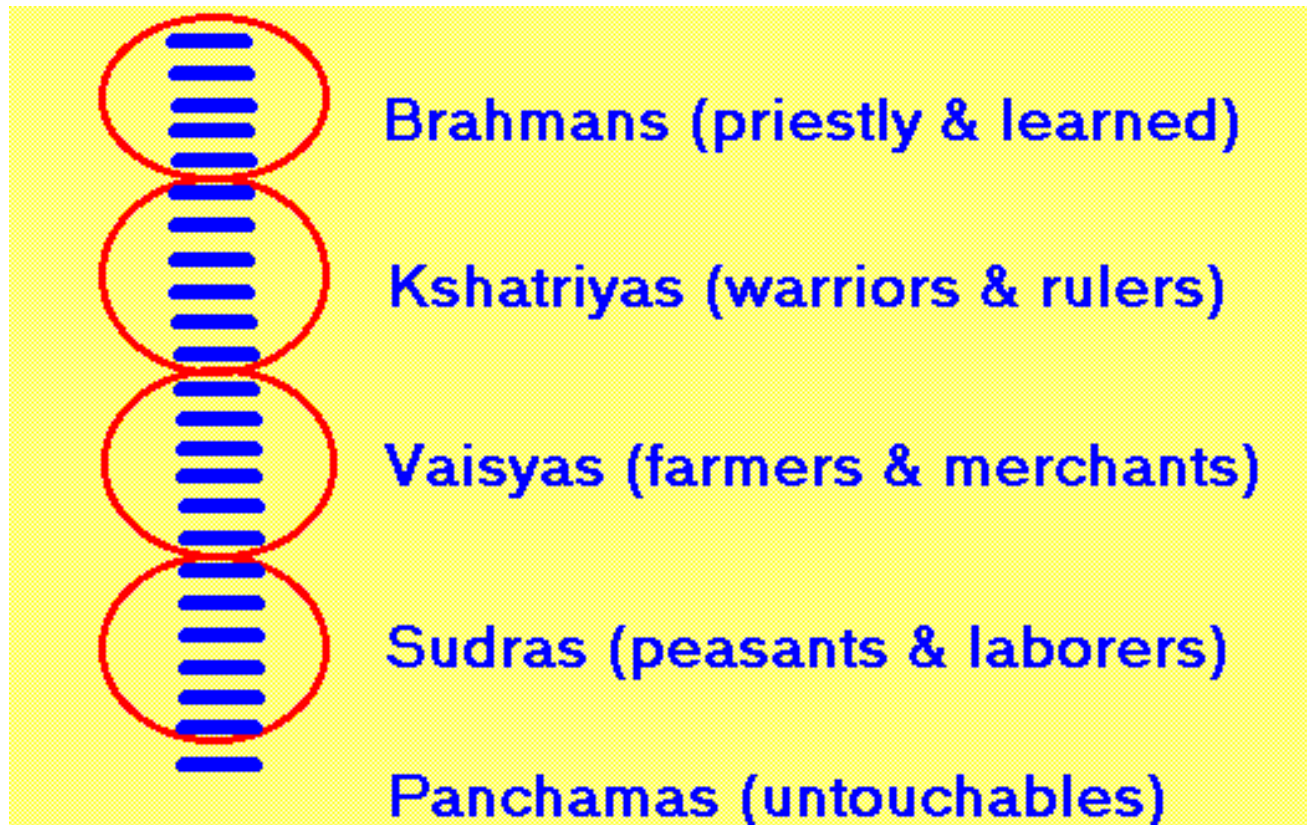 Brahmans (priestly & learned)
Kshatriyas (warriors & rulers)
Vaisyas (farmers & merchants)
Sudras (peasants & laborers)
Panchamas (untouchables)